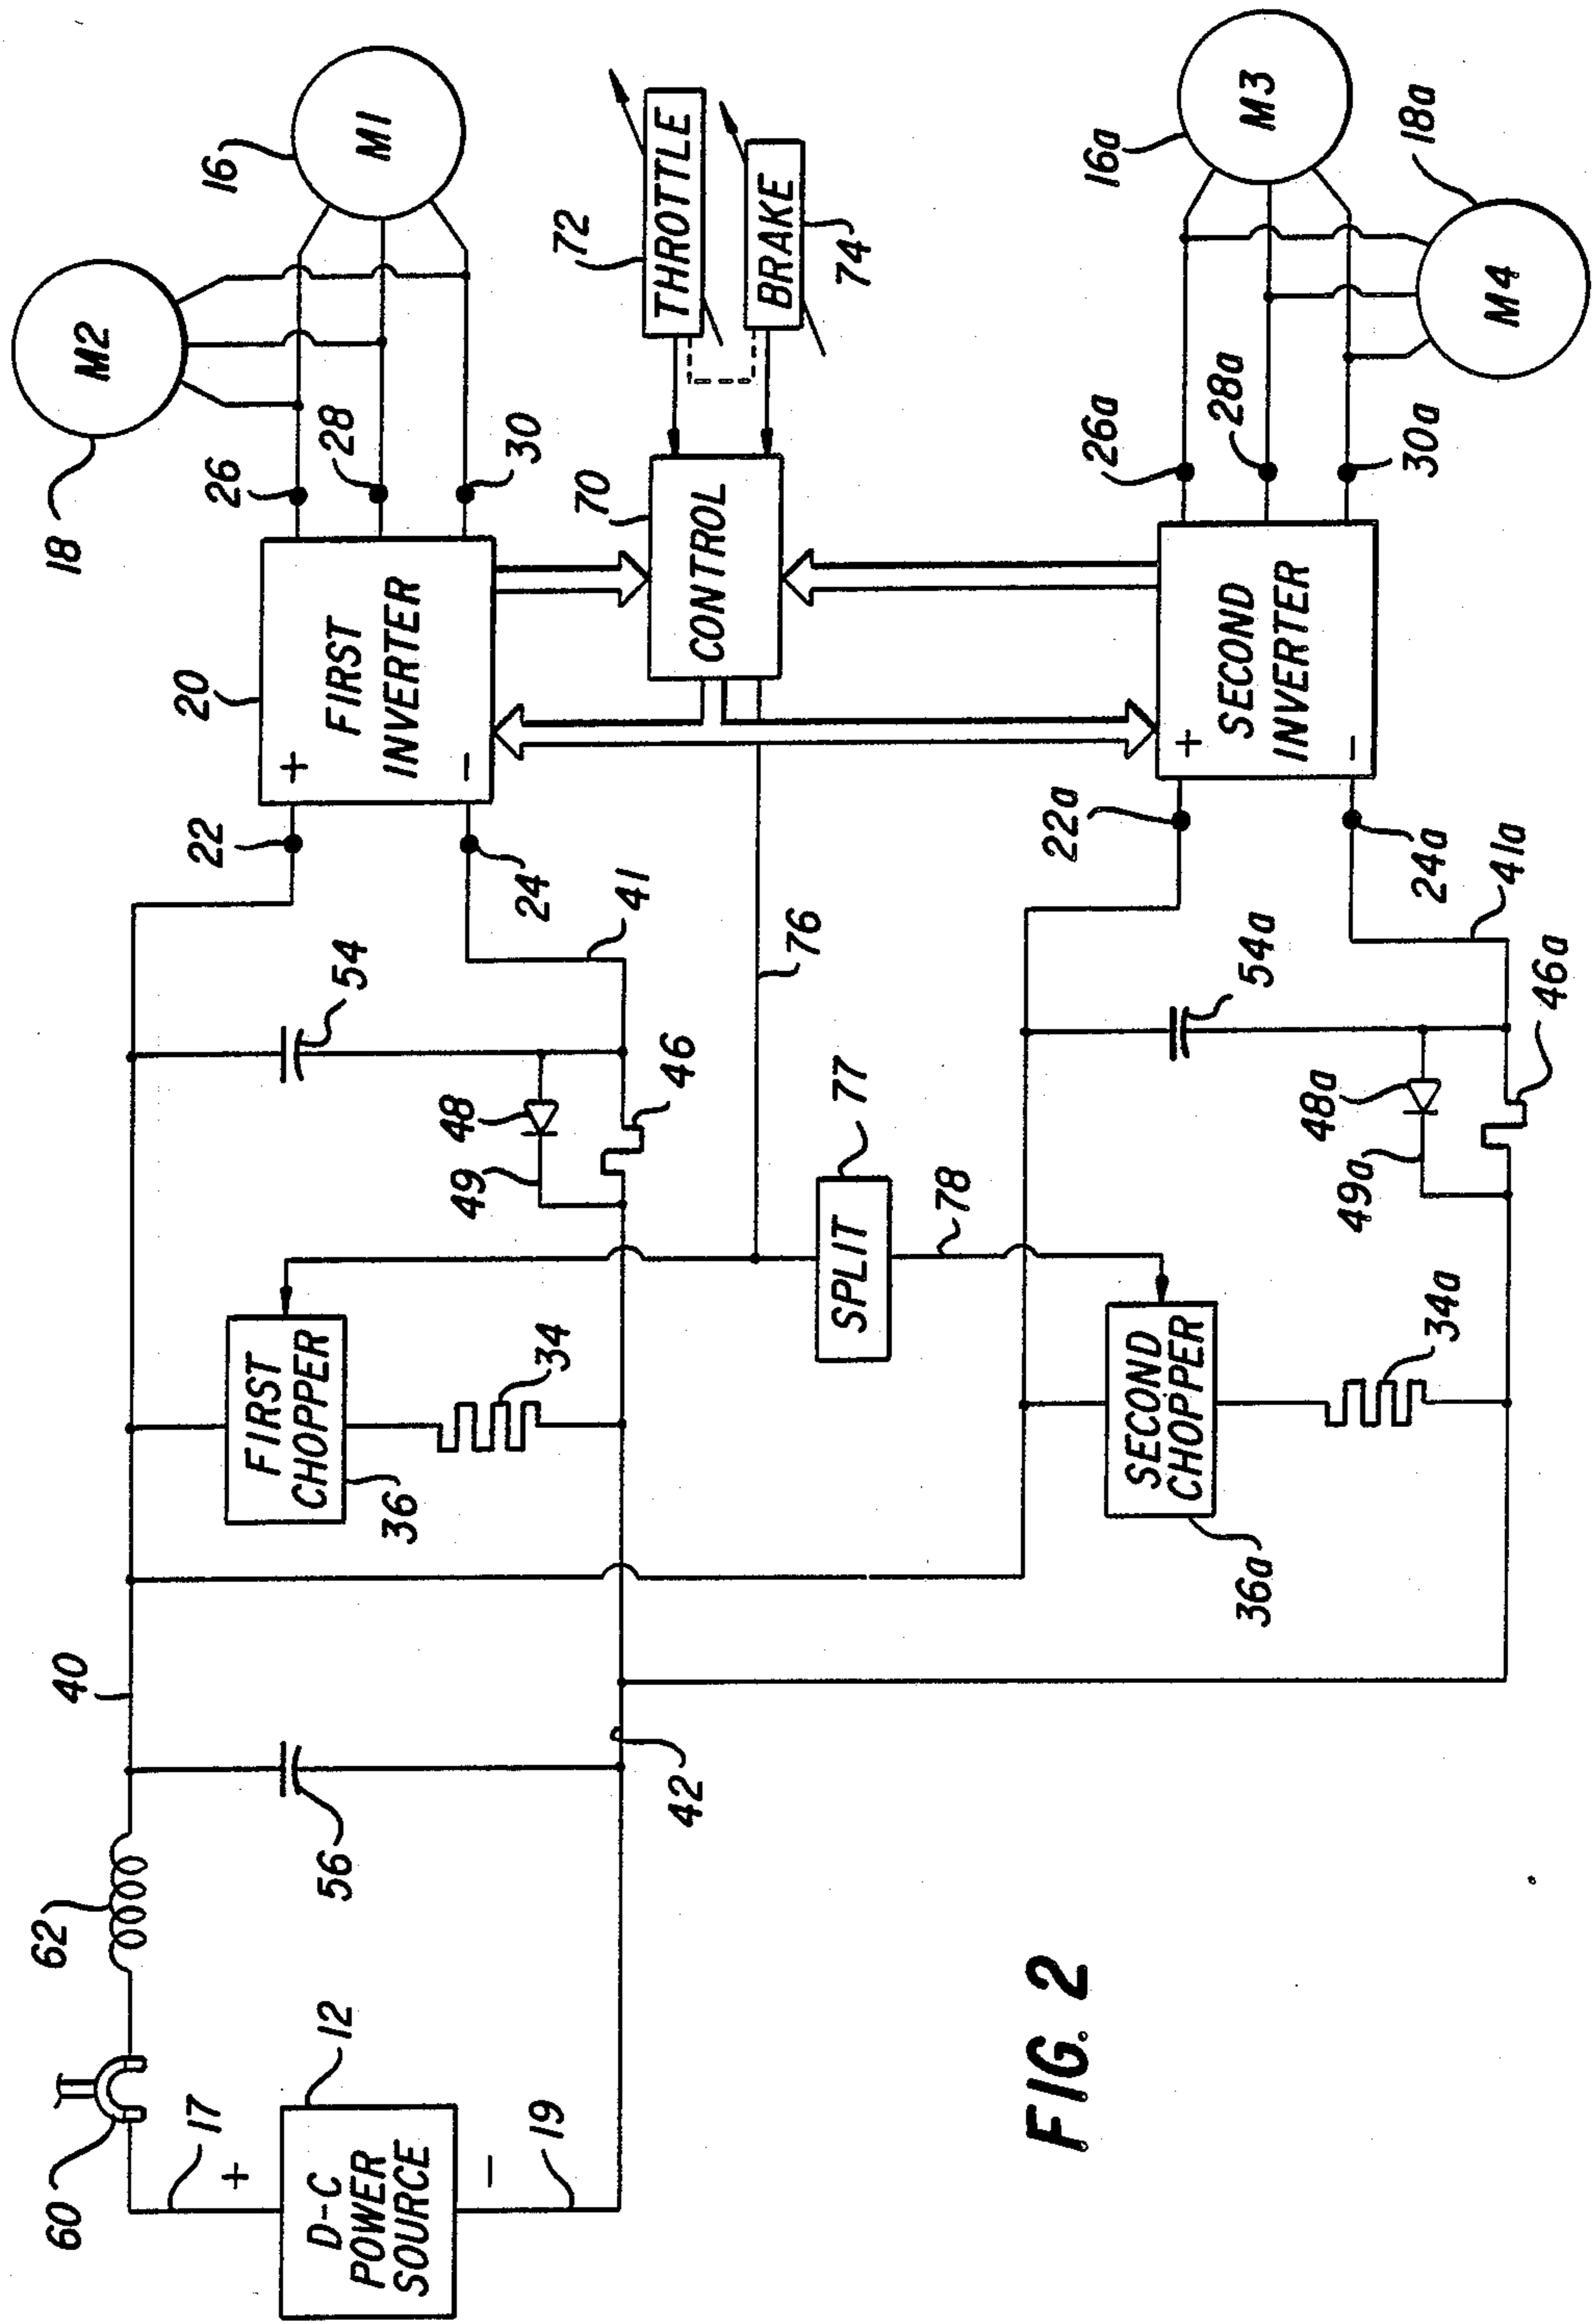 60
17
+
12
D-C
POWER
SOURCE
−
19
62
56
40
42
FIRST
CHOPPER
36
34
48
49
46
54
41
22
24
20
+
FIRST
INVERTER
−
26
28
30
18
M2
16
M1
70
CONTROL
72
THROTTLE
BRAKE
74
76
77
SPLIT
78
SECOND
CHOPPER
36a
34a
48a
49a
46a
54a
41a
22a
24a
+
SECOND
INVERTER
−
26a
28a
30a
16a
M3
18a
M4
FIG. 2